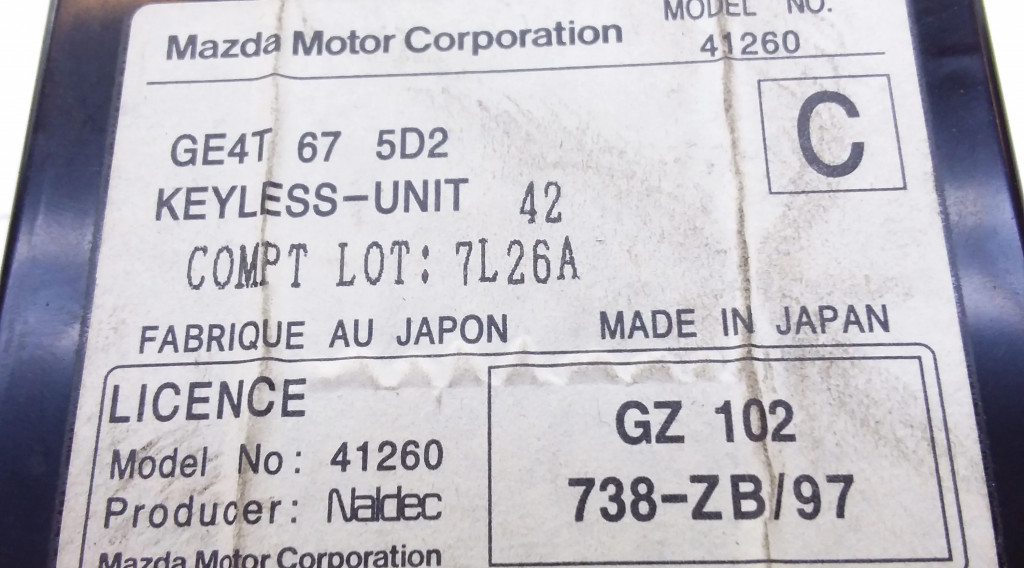 Mazda Motor Corporation
MODEL NO.
41260
C
GE4T 67 5D2
KEYLESS-UNIT 42
COMPT LOT: 7L26A
FABRIQUE AU JAPON MADE IN JAPAN
LICENCE
Model No: 41260
Producer: Naldec
Mazda Motor Corporation
GZ 102
738-ZB/97